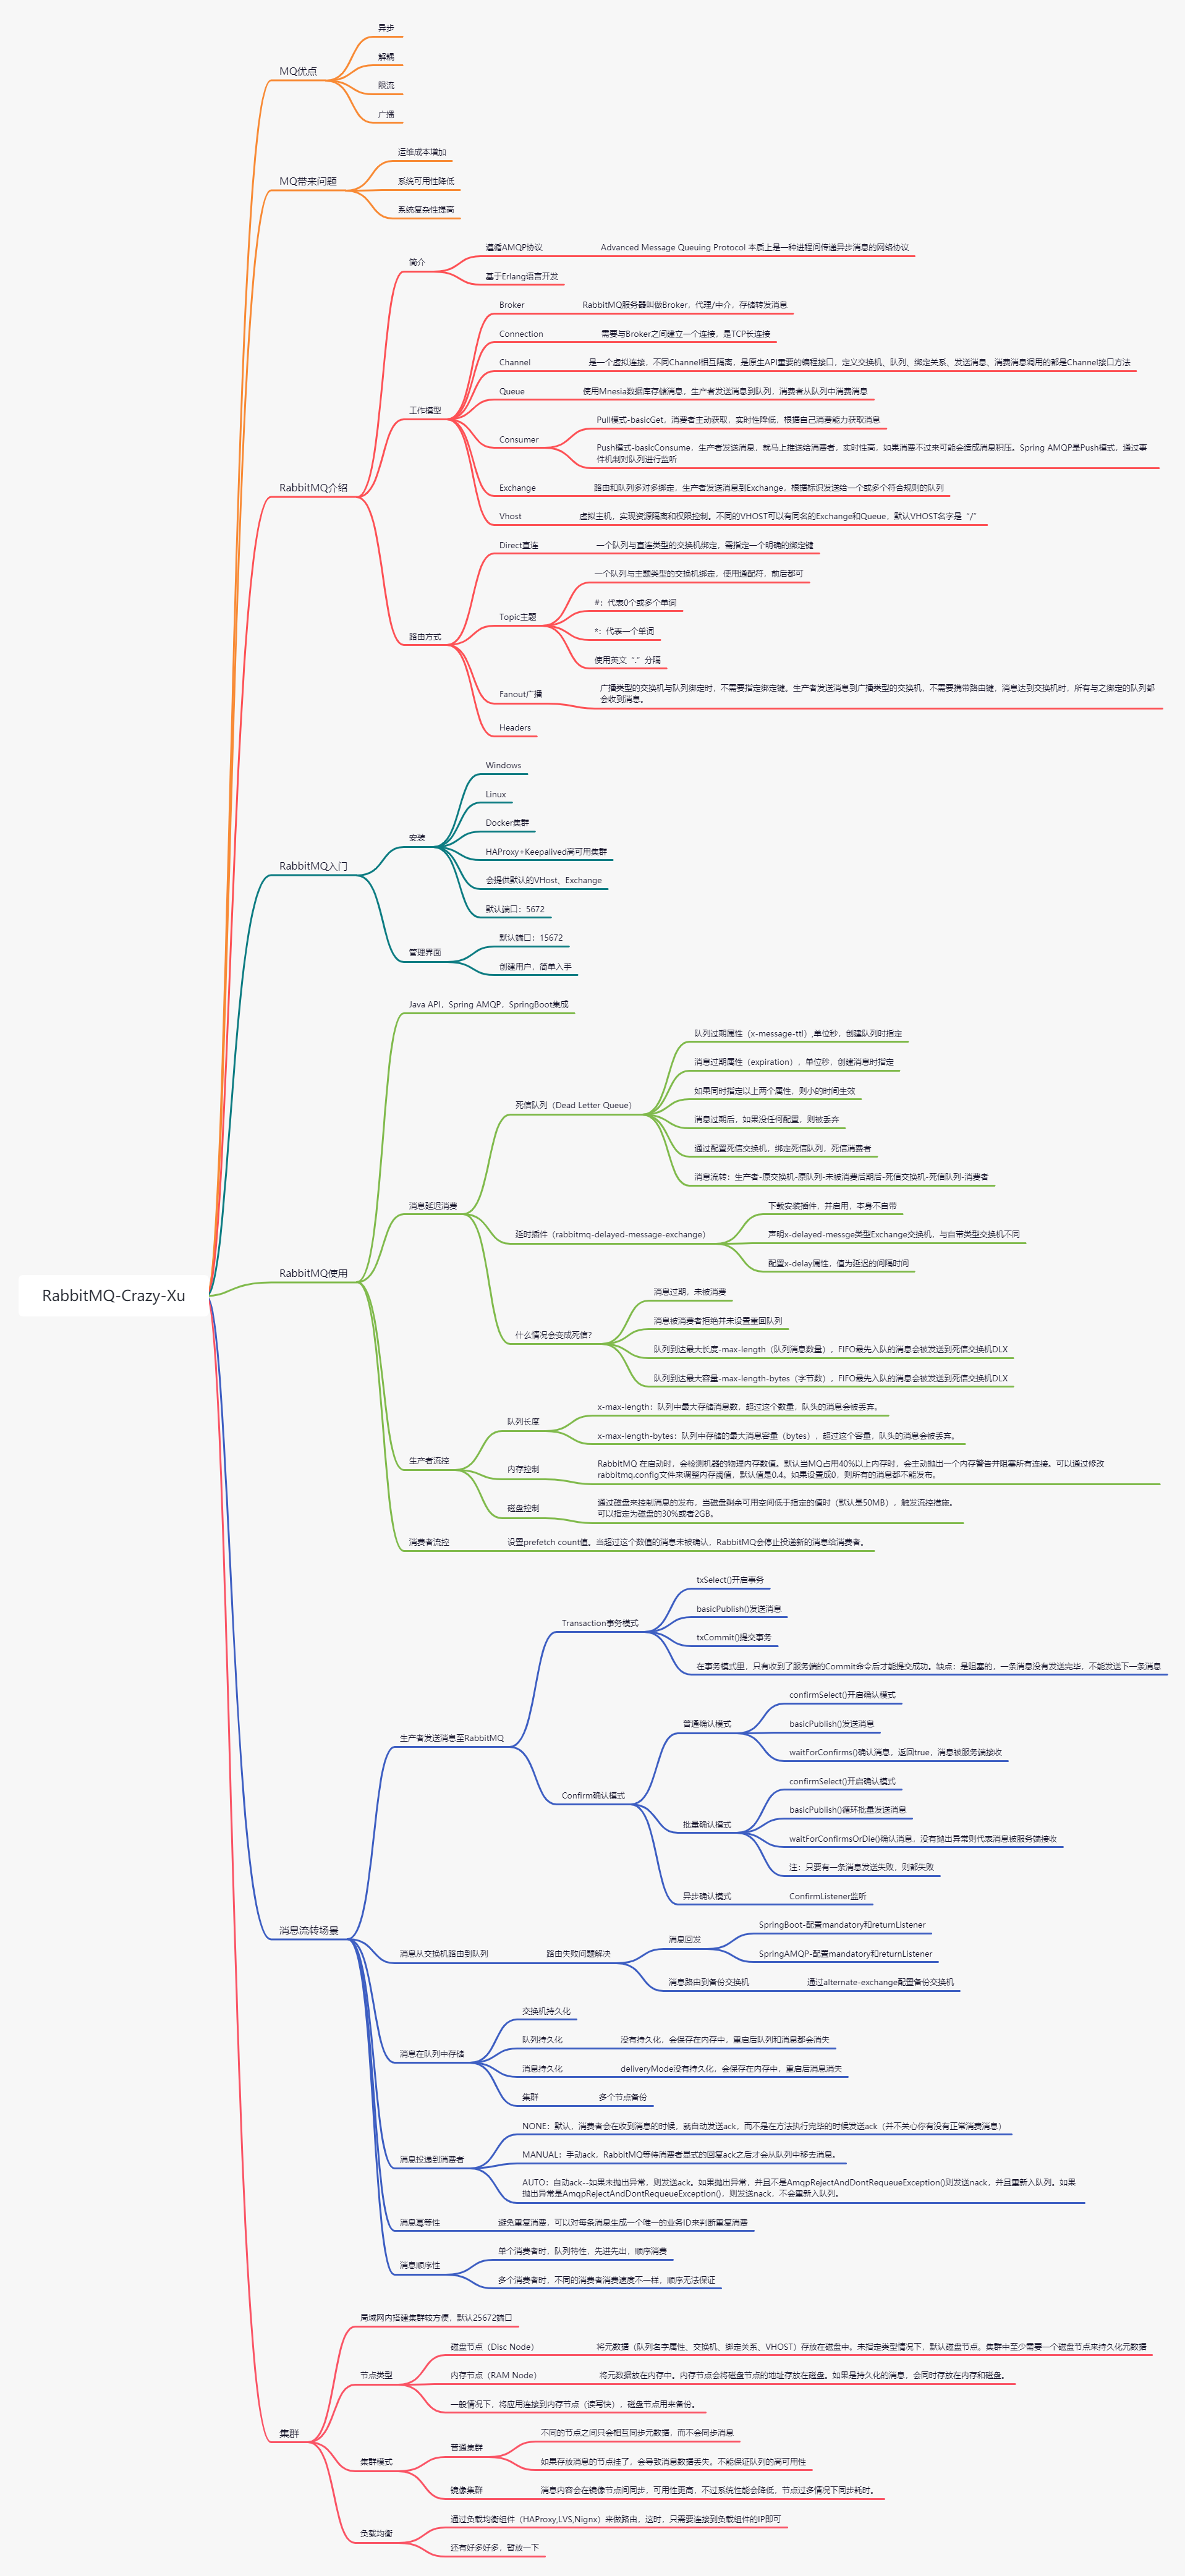 RabbitMQ-Crazy-Xu
MQ优点
异步
解耦
限流
广播
MQ带来问题
运维成本增加
系统可用性降低
系统复杂性提高
RabbitMQ介绍
简介
遵循AMQP协议
Advanced Message Queuing Protocol 本质上是一种进程间传递异步消息的网络协议
基于Erlang语言开发
工作模型
Broker
RabbitMQ服务器叫做Broker，代理/中介，存储转发消息
Connection
需要与Broker之间建立一个连接，是TCP长连接
Channel
是一个虚拟连接，不同Channel相互隔离，是原生API重要的编程接口，定义交换机、队列、绑定关系、发送消息、消费消息调用的都是Channel接口方法
Queue
使用Mnesia数据库存储消息，生产者发送消息到队列，消费者从队列中消费消息
Consumer
Pull模式-basicGet，消费者主动获取，实时性降低，根据自己消费能力获取消息
Push模式-basicConsume，生产者发送消息，就马上推送给消费者，实时性高，如果消费不过来可能会造成消息积压。Spring AMQP是Push模式，通过事
件机制对队列进行监听
Exchange
路由和队列多对多绑定，生产者发送消息到Exchange，根据标识发送给一个或多个符合规则的队列
Vhost
虚拟主机，实现资源隔离和权限控制。不同的VHOST可以有同名的Exchange和Queue，默认VHOST名字是“/”
路由方式
Direct直连
一个队列与直连类型的交换机绑定，需指定一个明确的绑定键
Topic主题
一个队列与主题类型的交换机绑定，使用通配符，前后都可
#：代表0个或多个单词
*：代表一个单词
使用英文“.”分隔
Fanout广播
广播类型的交换机与队列绑定时，不需要指定绑定键。生产者发送消息到广播类型的交换机，不需要携带路由键，消息达到交换机时，所有与之绑定的队列都
会收到消息。
Headers
RabbitMQ入门
安装
Windows
Linux
Docker集群
HAProxy+Keepalived高可用集群
会提供默认的VHost、Exchange
默认端口：5672
管理界面
默认端口：15672
创建用户，简单入手
RabbitMQ使用
Java API，Spring AMQP，SpringBoot集成
消息延迟消费
死信队列（Dead Letter Queue）
队列过期属性（x-message-ttl）,单位秒，创建队列时指定
消息过期属性（expiration），单位秒，创建消息时指定
如果同时指定以上两个属性，则小的时间生效
消息过期后，如果没任何配置，则被丢弃
通过配置死信交换机，绑定死信队列，死信消费者
消息流转：生产者-原交换机-原队列-未被消费后期后-死信交换机-死信队列-消费者
延时插件（rabbitmq-delayed-message-exchange）
下载安装插件，并启用，本身不自带
声明x-delayed-messge类型Exchange交换机，与自带类型交换机不同
配置x-delay属性，值为延迟的间隔时间
什么情况会变成死信？
消息过期，未被消费
消息被消费者拒绝并未设置重回队列
队列到达最大长度-max-length（队列消息数量），FIFO最先入队的消息会被发送到死信交换机DLX
队列到达最大容量-max-length-bytes（字节数），FIFO最先入队的消息会被发送到死信交换机DLX
生产者流控
队列长度
x-max-length：队列中最大存储消息数，超过这个数量，队头的消息会被丢弃。
x-max-length-bytes：队列中存储的最大消息容量（bytes），超过这个容量，队头的消息会被丢弃。
内存控制
RabbitMQ 在启动时，会检测机器的物理内存数值。默认当MQ占用40%以上内存时，会主动抛出一个内存警告并阻塞所有连接。可以通过修改
rabbitmq.config文件来调整内存阈值，默认值是0.4。如果设置成0，则所有的消息都不能发布。
磁盘控制
通过磁盘来控制消息的发布，当磁盘剩余可用空间低于指定的值时（默认是50MB），触发流控措施。
可以指定为磁盘的30%或者2GB。
消费者流控
设置prefetch count值。当超过这个数值的消息未被确认，RabbitMQ会停止投递新的消息给消费者。
消息流转场景
生产者发送消息至RabbitMQ
Transaction事务模式
txSelect()开启事务
basicPublish()发送消息
txCommit()提交事务
在事务模式里，只有收到了服务端的Commit命令后才能提交成功。缺点：是阻塞的，一条消息没有发送完毕，不能发送下一条消息
Confirm确认模式
普通确认模式
confirmSelect()开启确认模式
basicPublish()发送消息
waitForConfirms()确认消息，返回true，消息被服务端接收
批量确认模式
confirmSelect()开启确认模式
basicPublish()循环批量发送消息
waitForConfirmsOrDie()确认消息，没有抛出异常则代表消息被服务端接收
注：只要有一条消息发送失败，则都失败
异步确认模式
ConfirmListener监听
消息从交换机路由到队列
路由失败问题解决
消息回发
SpringBoot-配置mandatory和returnListener
SpringAMQP-配置mandatory和returnListener
消息路由到备份交换机
通过alternate-exchange配置备份交换机
消息在队列中存储
交换机持久化
队列持久化
没有持久化，会保存在内存中，重启后队列和消息都会消失
消息持久化
deliveryMode没有持久化，会保存在内存中，重启后消息消失
集群
多个节点备份
消息投递到消费者
NONE：默认，消费者会在收到消息的时候，就自动发送ack，而不是在方法执行完毕的时候发送ack（并不关心你有没有正常消费消息）
MANUAL：手动ack，RabbitMQ等待消费者显式的回复ack之后才会从队列中移去消息。
AUTO：自动ack--如果未抛出异常，则发送ack。如果抛出异常，并且不是AmqpRejectAndDontRequeueException()则发送nack，并且重新入队列。如果
抛出异常是AmqpRejectAndDontRequeueException()，则发送nack，不会重新入队列。
消息幂等性
避免重复消费，可以对每条消息生成一个唯一的业务ID来判断重复消费
消息顺序性
单个消费者时，队列特性，先进先出，顺序消费
多个消费者时，不同的消费者消费速度不一样，顺序无法保证
集群
局域网内搭建集群较方便，默认25672端口
节点类型
磁盘节点（Disc Node）
将元数据（队列名字属性、交换机、绑定关系、VHOST）存放在磁盘中。未指定类型情况下，默认磁盘节点。集群中至少需要一个磁盘节点来持久化元数据
内存节点（RAM Node）
将元数据放在内存中。内存节点会将磁盘节点的地址存放在磁盘。如果是持久化的消息，会同时存放在内存和磁盘。
一般情况下，将应用连接到内存节点（读写快），磁盘节点用来备份。
集群模式
普通集群
不同的节点之间只会相互同步元数据，而不会同步消息
如果存放消息的节点挂了，会导致消息数据丢失。不能保证队列的高可用性
镜像集群
消息内容会在镜像节点间同步，可用性更高，不过系统性能会降低，节点过多情况下同步耗时。
负载均衡
通过负载均衡组件（HAProxy,LVS,Nignx）来做路由，这时，只需要连接到负载组件的IP即可
还有好多好多，暂放一下